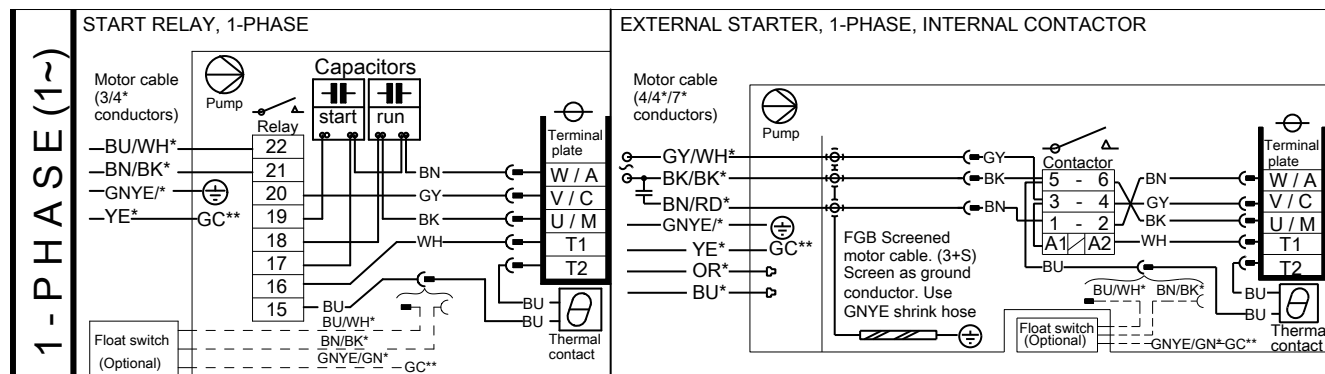 1-PHASE(1~)
START RELAY, 1-PHASE
Motor cable
(3/4*
conductors)
Pump
Capacitors
start
run
Relay
BU/WH*
BN/BK*
GNYE/*
YE*
GC**
22
21
20
19
18
17
16
15
BN
GY
BK
WH
BU
BU
BU
Terminal
plate
W / A
V / C
U / M
T1
T2
Thermal
contact
Float switch
(Optional)
BU/WH*
BN/BK*
GNYE/GN*
GC**
EXTERNAL STARTER, 1-PHASE, INTERNAL CONTACTOR
Motor cable
(4/4*/7*
conductors)
Pump
GY/WH*
BK/BK*
BN/RD*
GNYE/*
YE*
GC**
OR*
BU*
FGB Screened
motor cable. (3+S)
Screen as ground
conductor. Use
GNYE shrink hose
GY
BK
BN
Contactor
5 - 6
3 - 4
1 - 2
A1 A2
BN
GY
BK
WH
BU
BU
BU
Terminal
plate
W / A
V / C
U / M
T1
T2
Therma
contact
BU/WH*
BN/BK*
Float switch
(Optional)
GNYE/GN*
GC**